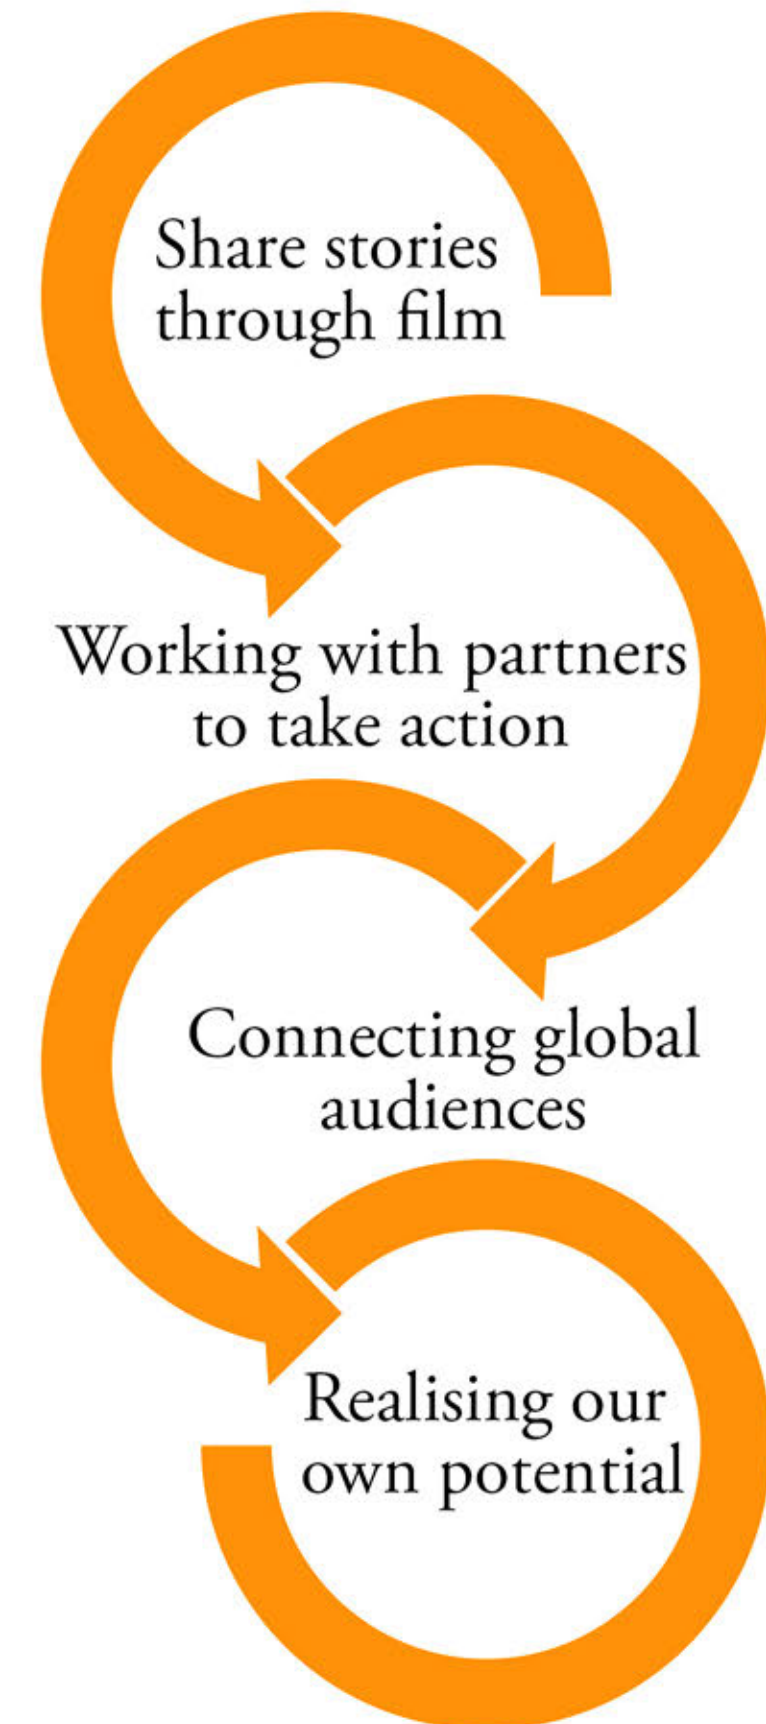 Share stories
through film
Working with partners
to take action
Connecting global
audiences
Realising our
own potential